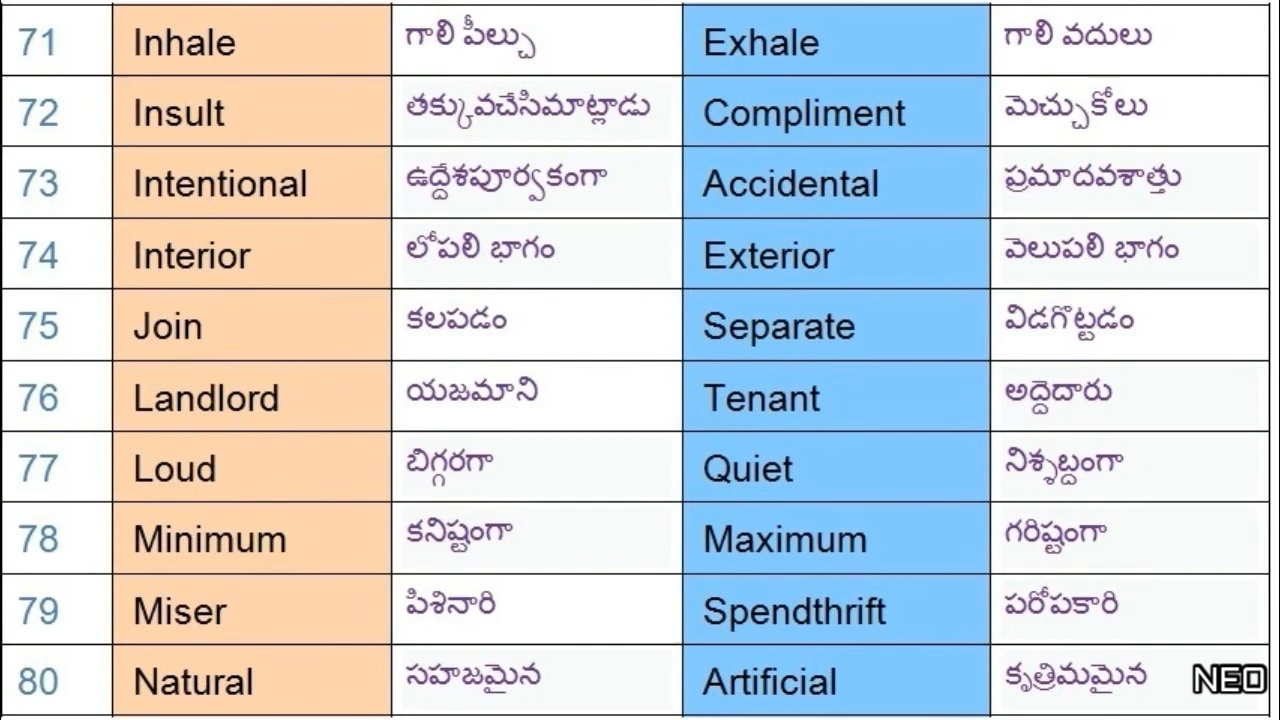 71 Inhale గాలి పీల్చు Exhale గాలి వదులు
72 Insult తక్కువచేసిమాట్లాడు Compliment మెచ్చుకోలు
73 Intentional ఉద్దేశపూర్వకంగా Accidental ప్రమాదవశాత్తు
74 Interior లోపలి భాగం Exterior వెలుపలి భాగం
75 Join కలపడం Separate విడగొట్టడం
76 Landlord యజమాని Tenant అద్దెదారు
77 Loud బిగ్గరగా Quiet నిశ్శబ్దంగా
78 Minimum కనిష్టంగా Maximum గరిష్టంగా
79 Miser పిశినారి Spendthrift పరోపకారి
80 Natural సహజమైన Artificial కృత్రిమమైన NEO